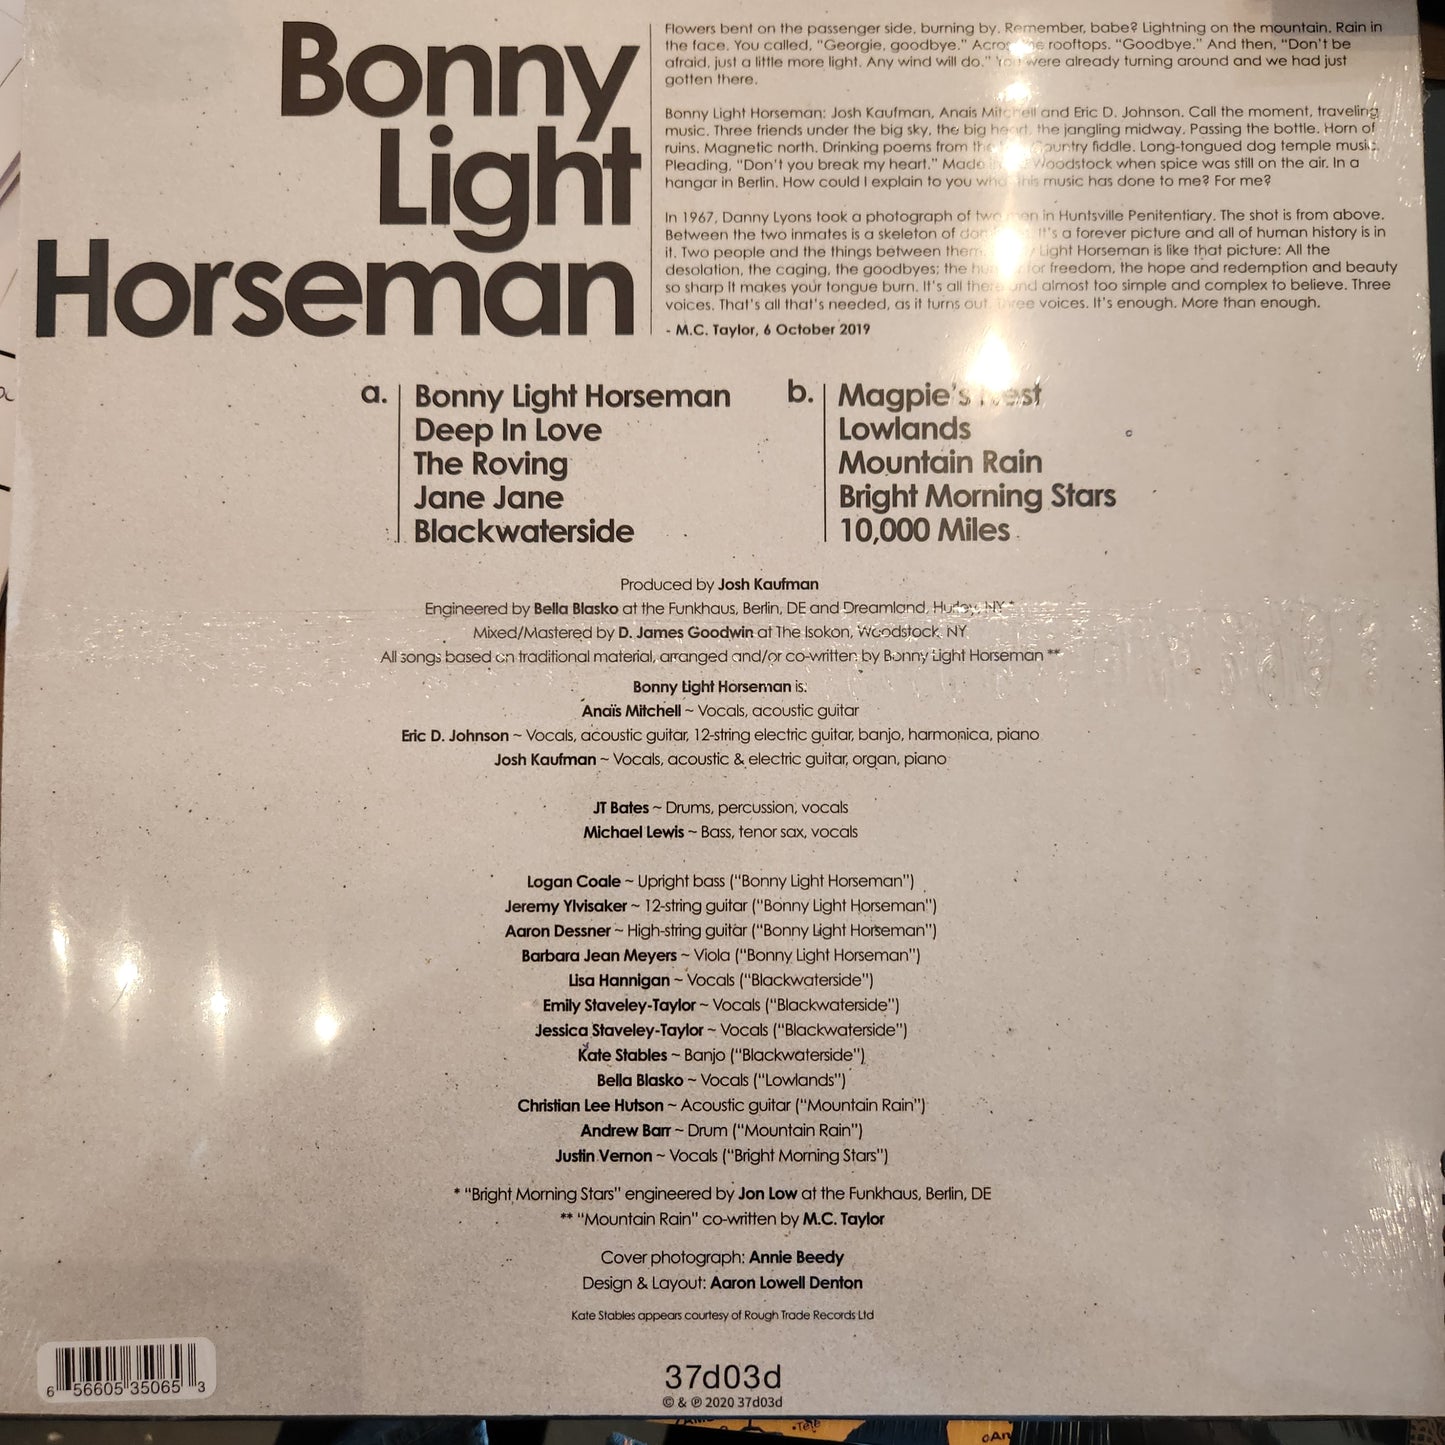 Bonny
Light
Horseman
Flowers bent on the passenger side, burning by. Remember, babe? Lightning on the mountain. Rain in
the face. You called, "Georgie, goodbye." Across the rooftops. "Goodbye." And then, "Don't be
afraid, just a little more light. Any wind will do." You were already turning around and we had just
gotten there.
Bonny Light Horseman: Josh Kaufman, Anais Mitchell and Eric D. Johnson. Call the moment, traveling
music. Three friends under the big sky, the big heart, the jangling midway. Passing the bottle. Horn of
ruins. Magnetic north. Drinking poems from the Country fiddle. Long-tongued dog temple music.
Pleading, "Don't you break my heart." Made in Woodstock when spice was still on the air. In a
hangar in Berlin. How could I explain to you what this music has done to me? For me?
In 1967, Danny Lyons took a photograph of two men in Huntsville Penitentiary. The shot is from above.
Between the two inmates is a skeleton of It's a forever picture and all of human history is in
it. Two people and the things between them. Light Horseman is like that picture: All the
desolation, the caging, the goodbyes; the hunger for freedom, the hope and redemption and beauty
so sharp It makes your tongue burn. It's all there and almost too simple and complex to believe. Three
voices. That's all that's needed, as it turns out. Three voices. It's enough. More than enough.
- M.C. Taylor, 6 October 2019
a.
Bonny Light Horseman
Deep In Love
The Roving
Jane Jane
Blackwaterside
b.
Magpie's Nest
Lowlands
Mountain Rain
Bright Morning Stars
10,000 Miles
Produced by Josh Kaufman
Engineered by Bella Blasko at the Funkhaus, Berlin, DE and Dreamland, Hurley, NY *
Mixed/Mastered by D. James Goodwin at The Isokon, Woodstock, NY
All songs based on traditional material, arranged and/or co-written by Bonny Light Horseman **
Bonny Light Horseman is:
Anaïs Mitchell ~ Vocals, acoustic guitar
Eric D. Johnson ~ Vocals, acoustic guitar, 12-string electric guitar, banjo, harmonica, piano
Josh Kaufman ~ Vocals, acoustic & electric guitar, organ, piano
JT Bates ~ Drums, percussion, vocals
Michael Lewis ~ Bass, tenor sax, vocals
Logan Coale ~ Upright bass ("Bonny Light Horseman")
Jeremy Ylvisaker ~ 12-string guitar ("Bonny Light Horseman")
Aaron Dessner ~ High-string guitar ("Bonny Light Horseman")
Barbara Jean Meyers ~ Viola ("Bonny Light Horseman")
Lisa Hannigan ~ Vocals ("Blackwaterside")
Emily Staveley-Taylor ~ Vocals ("Blackwaterside")
Jessica Staveley-Taylor ~ Vocals ("Blackwaterside")
Kate Stables ~ Banjo ("Blackwaterside")
Bella Blasko ~ Vocals ("Lowlands")
Christian Lee Hutson ~ Acoustic guitar ("Mountain Rain")
Andrew Barr ~ Drum ("Mountain Rain")
Justin Vernon ~ Vocals ("Bright Morning Stars")
* "Bright Morning Stars" engineered by Jon Low at the Funkhaus, Berlin, DE
** "Mountain Rain" co-written by M.C. Taylor
Cover photograph: Annie Beedy
Design & Layout: Aaron Lowell Denton
Kate Stables appears courtesy of Rough Trade Records Ltd
6 56605 35065 3
37d03d
© & ℗ 2020 37d03d